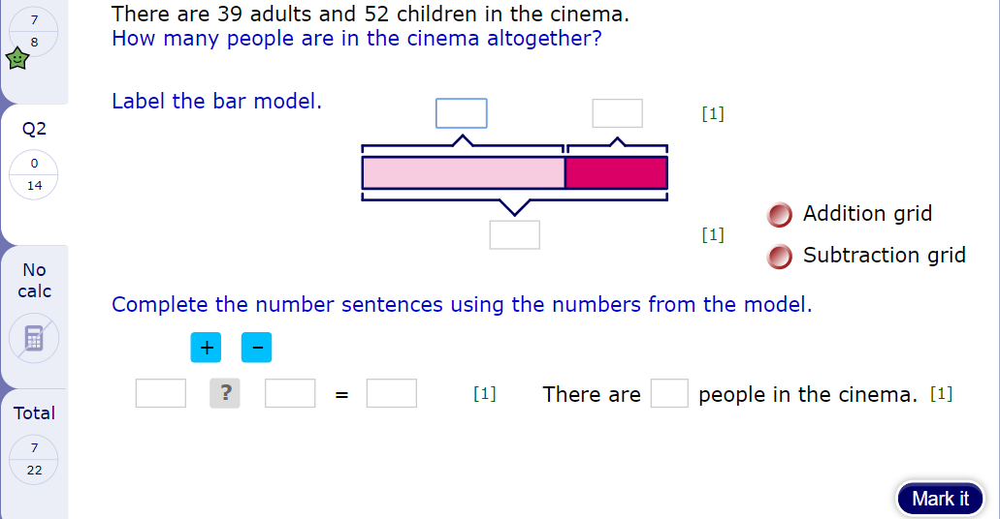 7
8
There are 39 adults and 52 children in the cinema.
How many people are in the cinema altogether?
Label the bar model.
[1]
Q2
0
14
[1]
Addition grid
Subtraction grid
No
calc
Complete the number sentences using the numbers from the model.
+ −
? = [1] There are people in the cinema. [1]
Total
7
22
Mark it